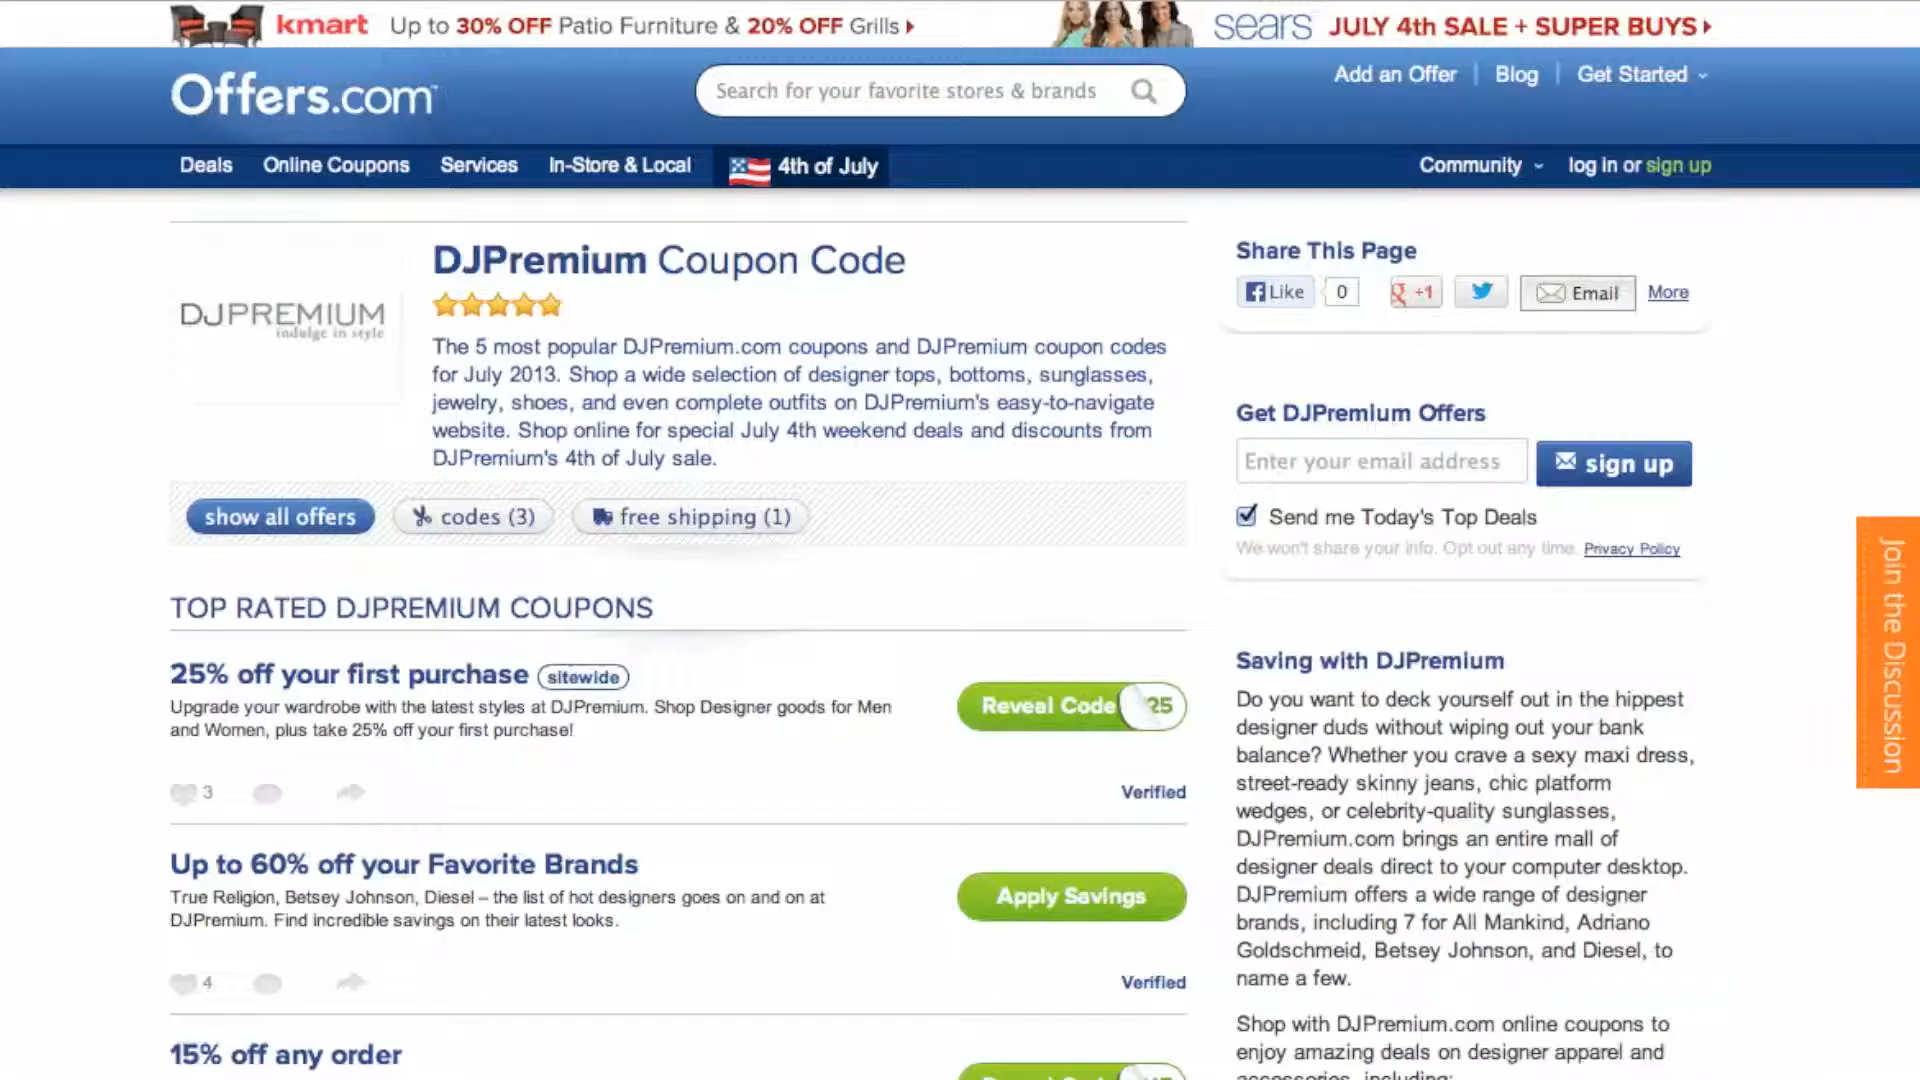 kmart Up to 30% OFF Patio Furniture & 20% OFF Grills
sears JULY 4th SALE + SUPER BUYS
Offers.com
Search for your favorite stores & brands
Add an Offer Blog Get Started
Deals Online Coupons Services In-Store & Local 4th of July
Community log in or sign up
DJPREMIUM
indulge in style
DJPremium Coupon Code
The 5 most popular DJPremium.com coupons and DJPremium coupon codes
for July 2013. Shop a wide selection of designer tops, bottoms, sunglasses,
jewelry, shoes, and even complete outfits on DJPremium's easy-to-navigate
website. Shop online for special July 4th weekend deals and discounts from
DJPremium's 4th of July sale.
show all offers codes (3) free shipping (1)
TOP RATED DJPREMIUM COUPONS
25% off your first purchase sitewide
Upgrade your wardrobe with the latest styles at DJPremium. Shop Designer goods for Men
and Women, plus take 25% off your first purchase!
Reveal Code 25
3
Verified
Up to 60% off your Favorite Brands
True Religion, Betsey Johnson, Diesel – the list of hot designers goes on and on at
DJPremium. Find incredible savings on their latest looks.
Apply Savings
4
Verified
15% off any order
Share This Page
Like 0 +1 Email More
Get DJPremium Offers
Enter your email address sign up
Send me Today's Top Deals
We won't share your info. Opt out any time. Privacy Policy
Saving with DJPremium
Do you want to deck yourself out in the hippest
designer duds without wiping out your bank
balance? Whether you crave a sexy maxi dress,
street-ready skinny jeans, chic platform
wedges, or celebrity-quality sunglasses,
DJPremium.com brings an entire mall of
designer deals direct to your computer desktop.
DJPremium offers a wide range of designer
brands, including 7 for All Mankind, Adriano
Goldschmeid, Betsey Johnson, and Diesel, to
name a few.
Shop with DJPremium.com online coupons to
enjoy amazing deals on designer apparel and
accessories, including:
Join the Discussion